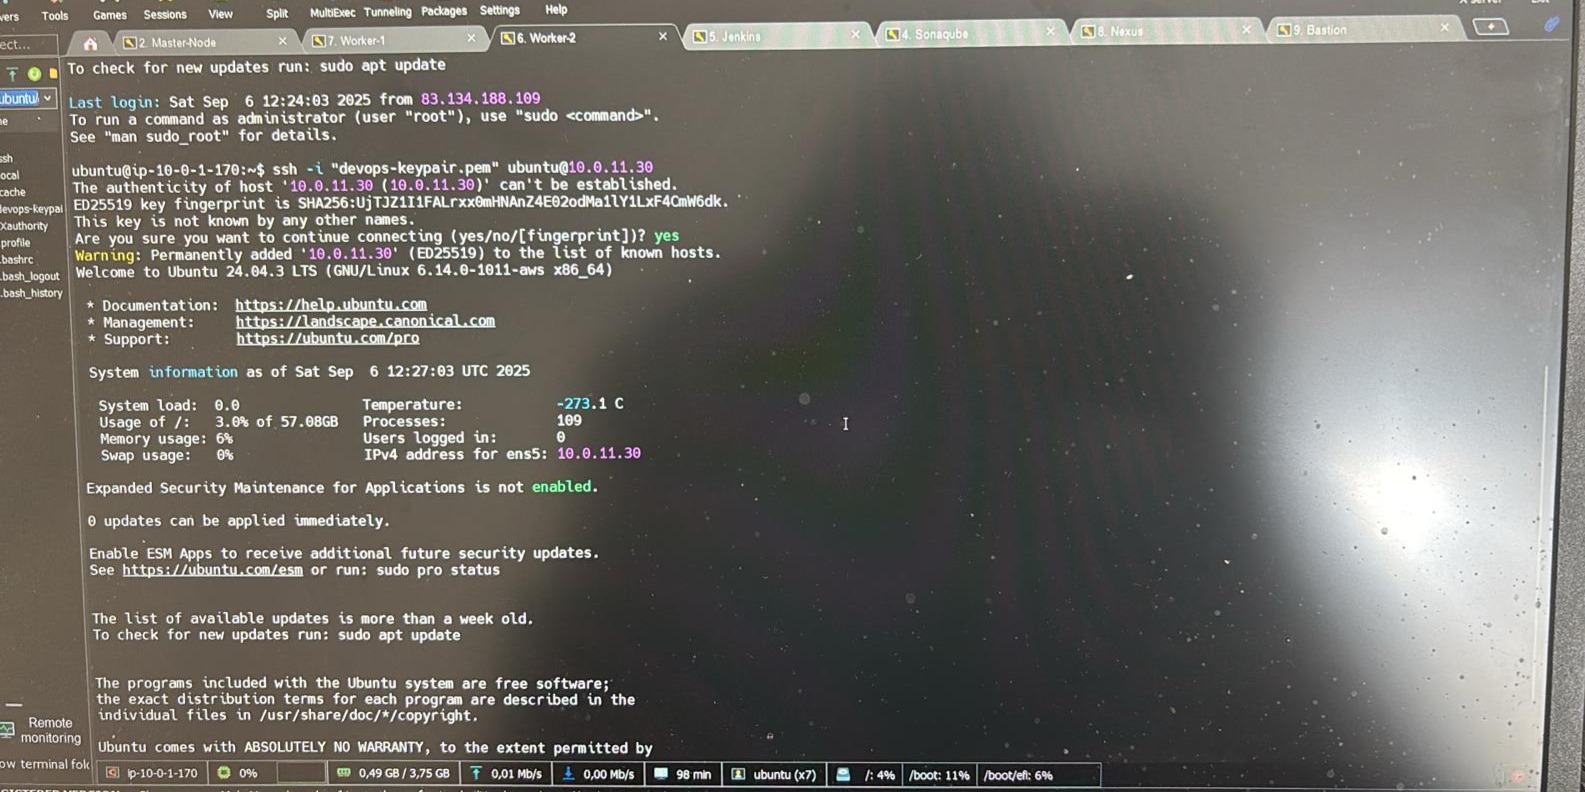 Tools Games Sessions View Split MultiExec Tunneling Packages Settings Help
2. Master-Node 7. Worker-1 6. Worker-2 5. Jenkins 4. Sonaqube 8. Nexus 9. Bastion
To check for new updates run: sudo apt update
Last login: Sat Sep 6 12:24:03 2025 from 83.134.188.109
To run a command as administrator (user "root"), use "sudo <command>".
See "man sudo_root" for details.
ubuntu@ip-10-0-1-170:~$ ssh -i "devops-keypair.pem" ubuntu@10.0.11.30
The authenticity of host '10.0.11.30 (10.0.11.30)' can't be established.
ED25519 key fingerprint is SHA256:UjTJZ1I1FALrxx0mHNAnZ4E02odMa1lY1LxF4CmW6dk.
This key is not known by any other names.
Are you sure you want to continue connecting (yes/no/[fingerprint])? yes
Warning: Permanently added '10.0.11.30' (ED25519) to the list of known hosts.
Welcome to Ubuntu 24.04.3 LTS (GNU/Linux 6.14.0-1011-aws x86_64)
* Documentation: https://help.ubuntu.com
* Management: https://landscape.canonical.com
* Support: https://ubuntu.com/pro
System information as of Sat Sep 6 12:27:03 UTC 2025
System load: 0.0 Temperature: -273.1 C
Usage of /: 3.0% of 57.08GB Processes: 109
Memory usage: 6% Users logged in: 0
Swap usage: 0% IPv4 address for ens5: 10.0.11.30
Expanded Security Maintenance for Applications is not enabled.
0 updates can be applied immediately.
Enable ESM Apps to receive additional future security updates.
See https://ubuntu.com/esm or run: sudo pro status
The list of available updates is more than a week old.
To check for new updates run: sudo apt update
The programs included with the Ubuntu system are free software;
the exact distribution terms for each program are described in the
individual files in /usr/share/doc/*/copyright.
Ubuntu comes with ABSOLUTELY NO WARRANTY, to the extent permitted by
ubuntu/
ssh
ocal
cache
evops-keypai
Xauthority
profile
bashrc
.bash_logout
.bash_history
Remote
monitoring
ow terminal fold
ip-10-0-1-170 0% 0,49 GB / 3,75 GB 0,01 Mb/s 0,00 Mb/s 98 min ubuntu (x7) /: 4% /boot: 11% /boot/efi: 6%